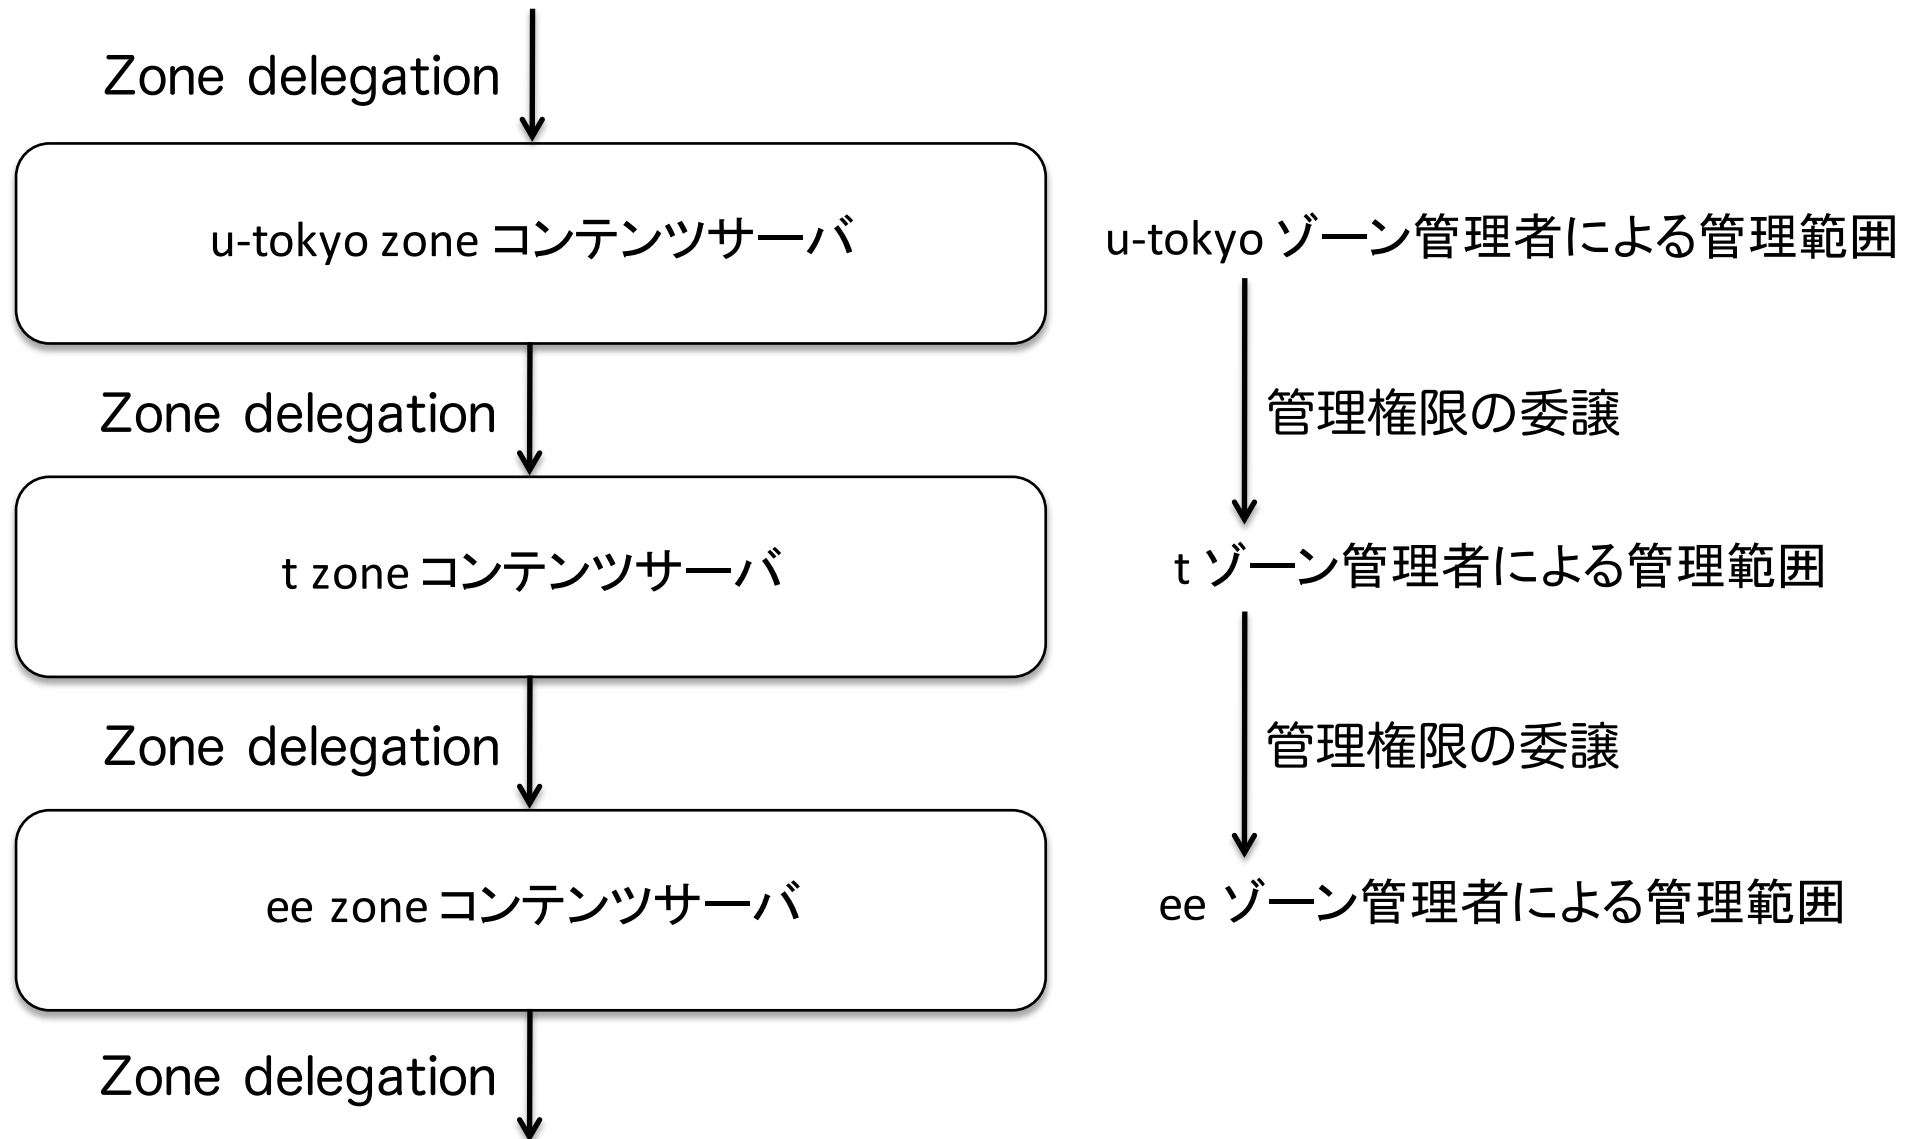 Zone delegation
u-tokyo zone コンテンツサーバ
u-tokyo ゾーン管理者による管理範囲
Zone delegation
管理権限の委譲
t zone コンテンツサーバ
t ゾーン管理者による管理範囲
Zone delegation
管理権限の委譲
ee zone コンテンツサーバ
ee ゾーン管理者による管理範囲
Zone delegation